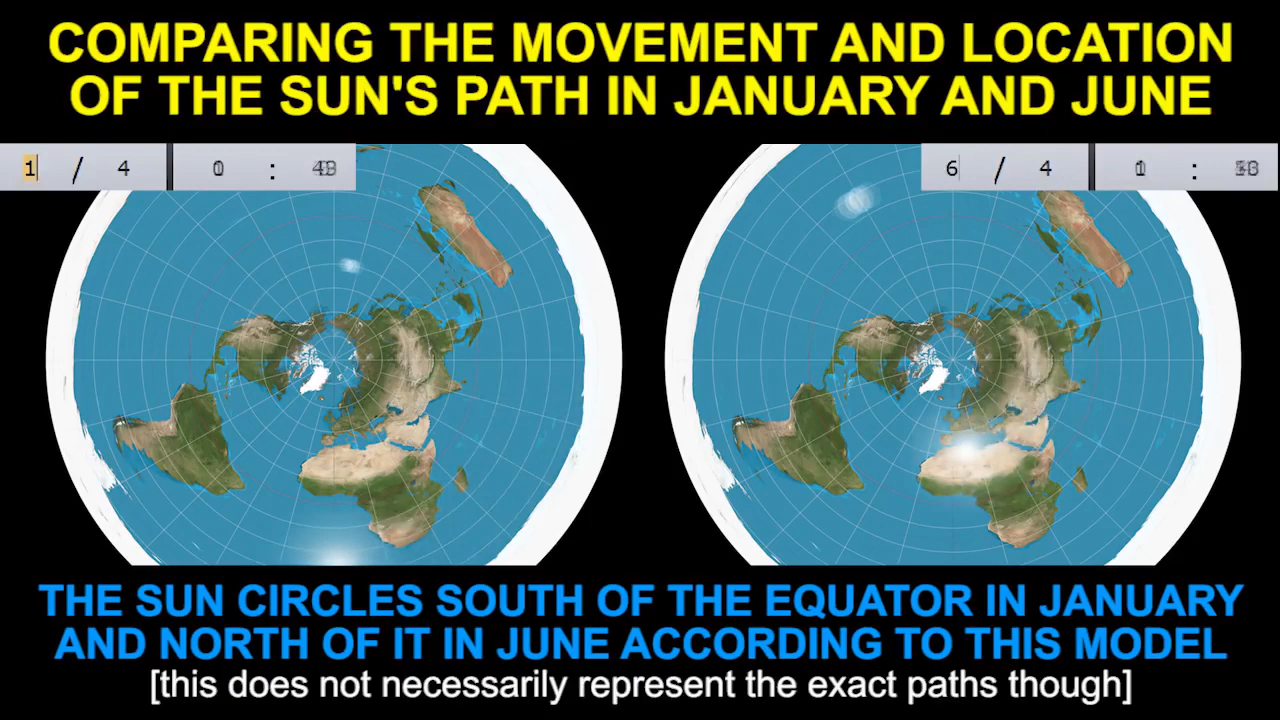 COMPARING THE MOVEMENT AND LOCATION
OF THE SUN'S PATH IN JANUARY AND JUNE
1 / 4
6 / 4
THE SUN CIRCLES SOUTH OF THE EQUATOR IN JANUARY
AND NORTH OF IT IN JUNE ACCORDING TO THIS MODEL
[this does not necessarily represent the exact paths though]